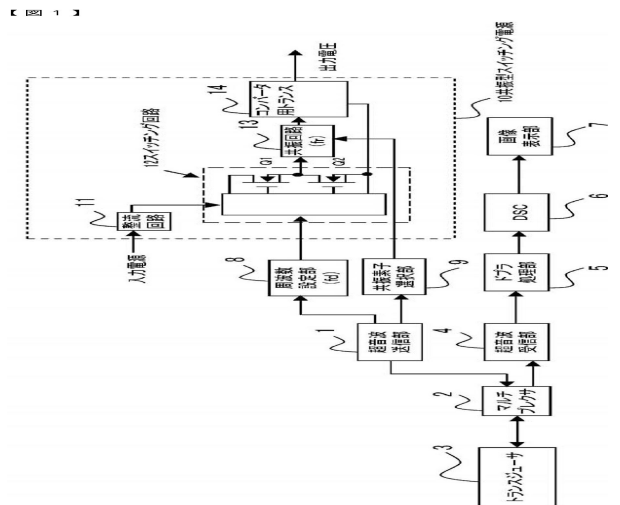 【図1】
出力電圧
14
コンバータ
用トランス
13
共振回路
(fr)
12スイッチング回路
Q1
Q2
11
整流
回路
入力電源
10共振型スイッチング電源
8
周波数
設定部
(fd)
9
共振素子
選択部
1
超音波
送信部
2
マルチ
プレクサ
3
トランスジューサ
4
超音波
受信部
5
ドプラ
処理部
6
DSC
7
画像
表示部